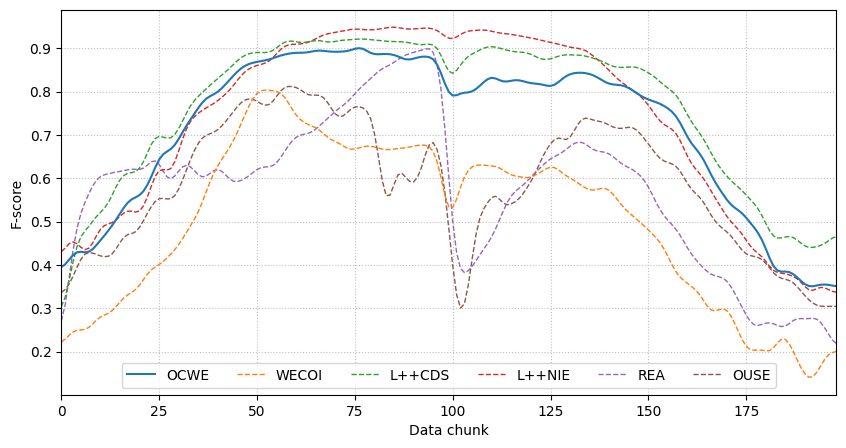 F-score
0.9
0.8
0.7
0.6
0.5
0.4
0.3
0.2
OCWE WECOI L++CDS L++NIE REA OUSE
0 25 50 75 100 125 150 175
Data chunk